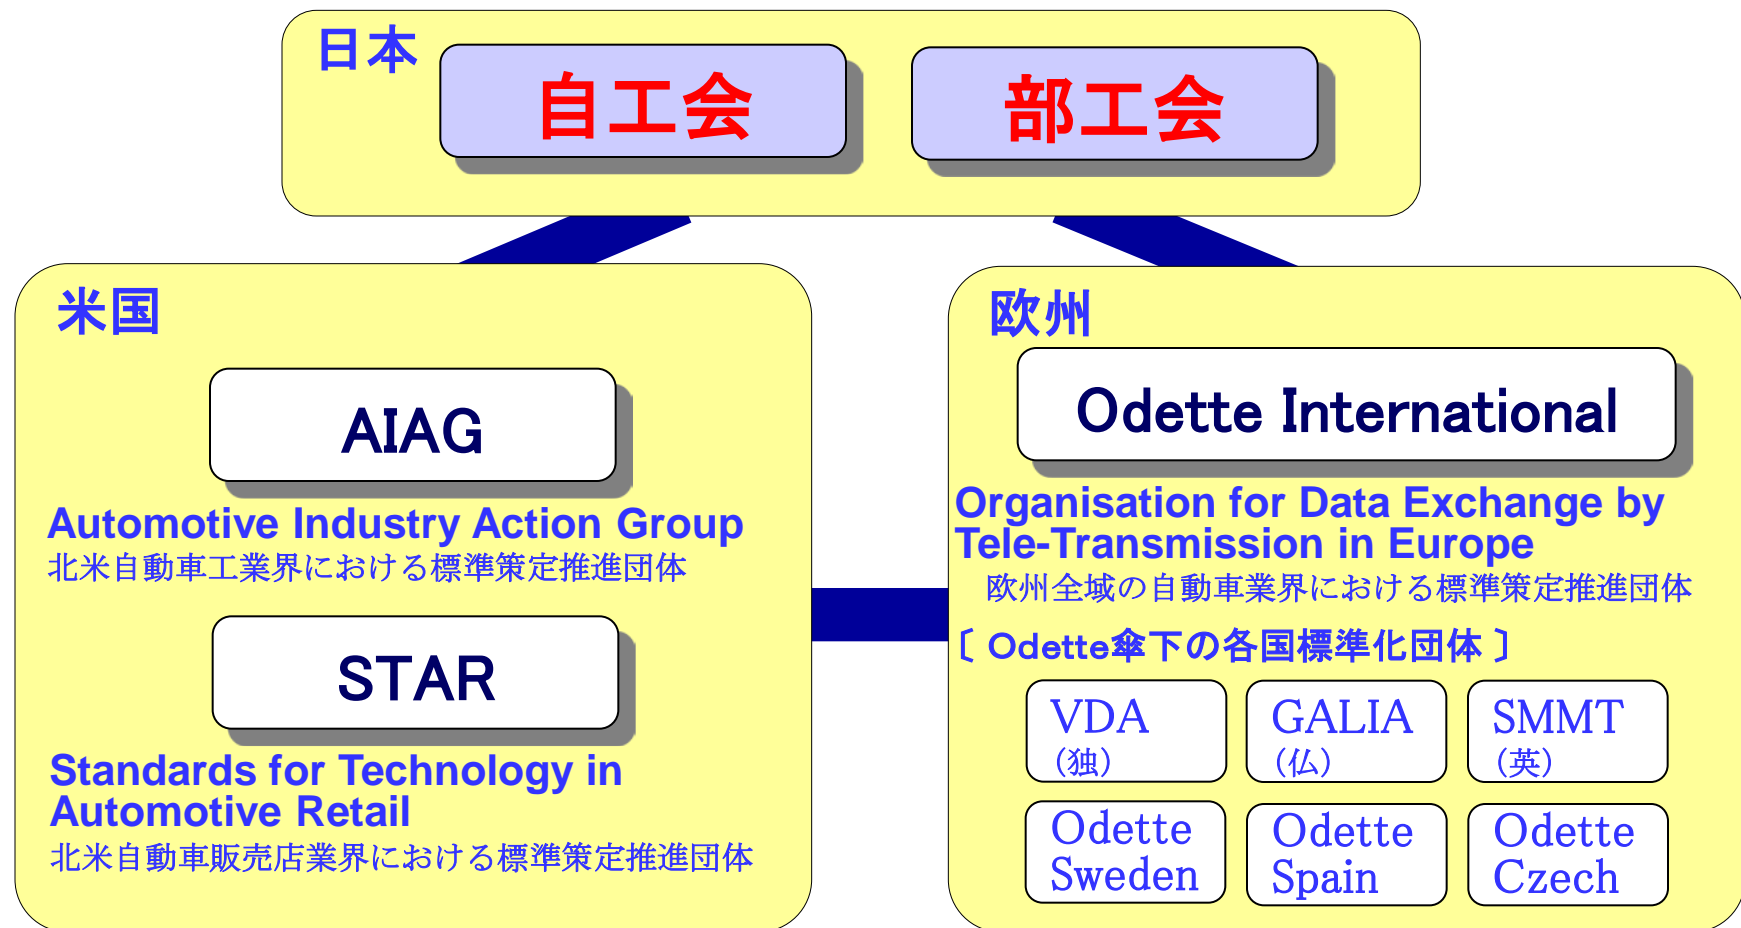 日本
自工会
部工会
米国
AIAG
Automotive Industry Action Group
北米自動車工業界における標準策定推進団体
STAR
Standards for Technology in
Automotive Retail
北米自動車販売店業界における標準策定推進団体
欧州
Odette International
Organisation for Data Exchange by
Tele-Transmission in Europe
欧州全域の自動車業界における標準策定推進団体
〔 Odette傘下の各国標準化団体 〕
VDA
（独）
GALIA
（仏）
SMMT
（英）
Odette
Sweden
Odette
Spain
Odette
Czech